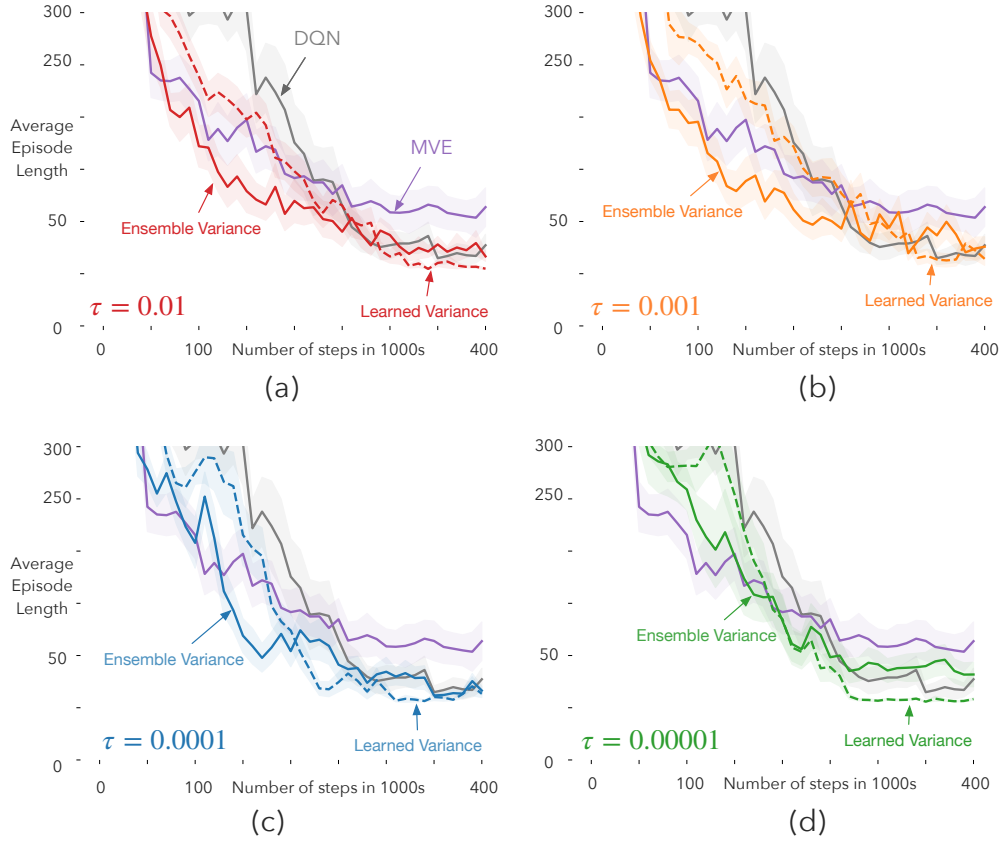 300
250
Average
Episode
Length
50
0
DQN
MVE
Ensemble Variance
Learned Variance
τ = 0.01
0
100
Number of steps in 1000s
400
(a)
300
250
50
0
Ensemble Variance
Learned Variance
τ = 0.001
0
100
Number of steps in 1000s
400
(b)
300
250
Average
Episode
Length
50
0
Ensemble Variance
Learned Variance
τ = 0.0001
0
100
Number of steps in 1000s
400
(c)
300
250
50
0
Ensemble Variance
Learned Variance
τ = 0.00001
0
100
Number of steps in 1000s
400
(d)